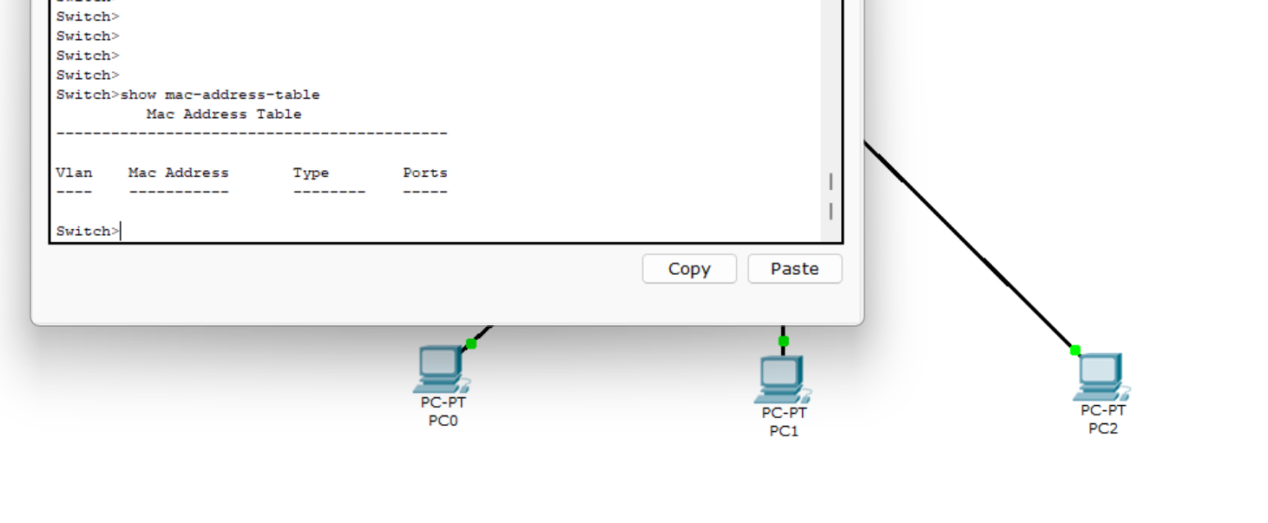 Switch>
Switch>
Switch>
Switch>
Switch>show mac-address-table
Mac Address Table
-------------------------------------------
Vlan    Mac Address       Type        Ports
----    -----------       --------    -----
Switch>
Copy
Paste
PC-PT
PC0
PC-PT
PC1
PC-PT
PC2